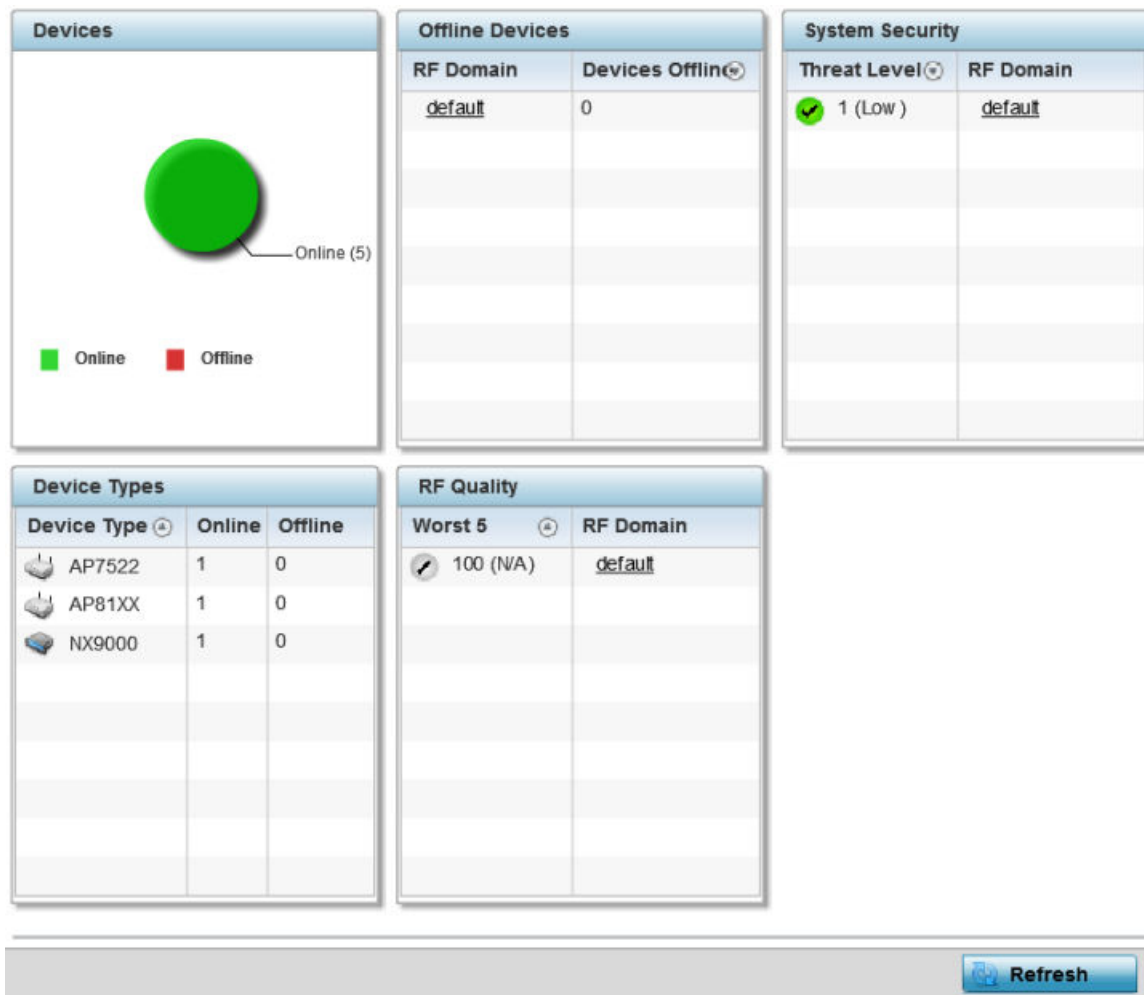 Devices
Online (5)
Online Offline
Offline Devices
RF Domain Devices Offline
default 0
System Security
Threat Level RF Domain
1 (Low ) default
Device Types
Device Type Online Offline
AP7522 1 0
AP81XX 1 0
NX9000 1 0
RF Quality
Worst 5 RF Domain
100 (N/A) default
Refresh